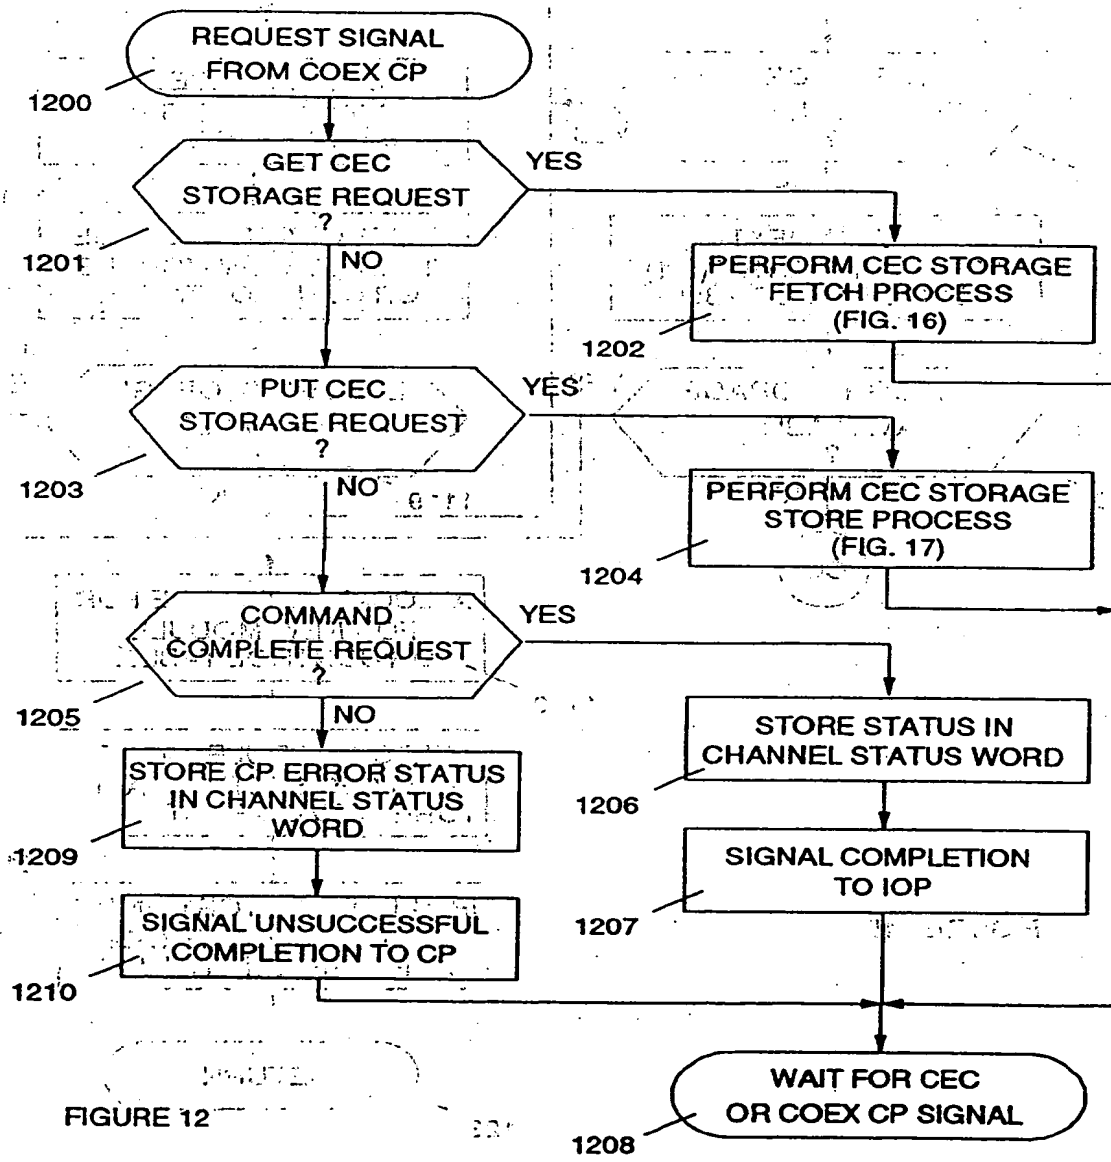 REQUEST SIGNAL
FROM COEX CP
1200
GET CEC
STORAGE REQUEST
?
YES
1201
NO
PERFORM CEC STORAGE
FETCH PROCESS
(FIG. 16)
1202
PUT CEC
STORAGE REQUEST
?
YES
1203
NO
PERFORM CEC STORAGE
STORE PROCESS
(FIG. 17)
1204
COMMAND
COMPLETE REQUEST
?
YES
1205
NO
STORE STATUS IN
CHANNEL STATUS WORD
1206
STORE CP ERROR STATUS
IN CHANNEL STATUS
WORD
1209
SIGNAL COMPLETION
TO IOP
1207
SIGNAL UNSUCCESSFUL
COMPLETION TO CP
1210
WAIT FOR CEC
OR COEX CP SIGNAL
1208
FIGURE 12